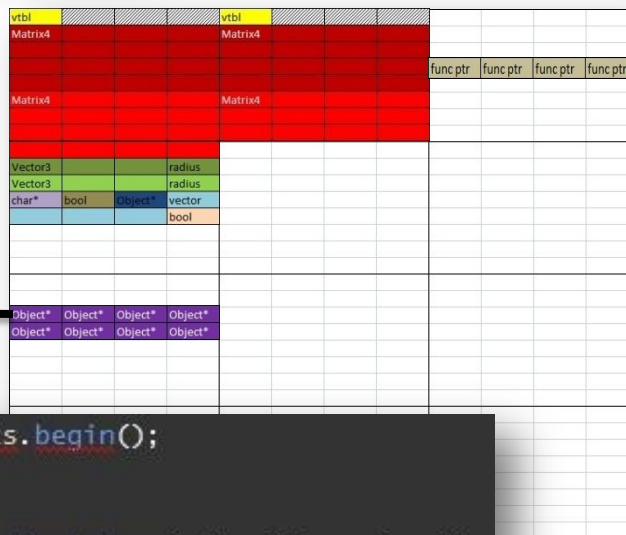 vtbl vtbl
Matrix4 Matrix4
func ptr func ptr func ptr func ptr
Matrix4 Matrix4
Vector3 radius
Vector3 radius
char* bool Object* vector
bool
Object* Object* Object* Object*
Object* Object* Object* Object*
s.begin();